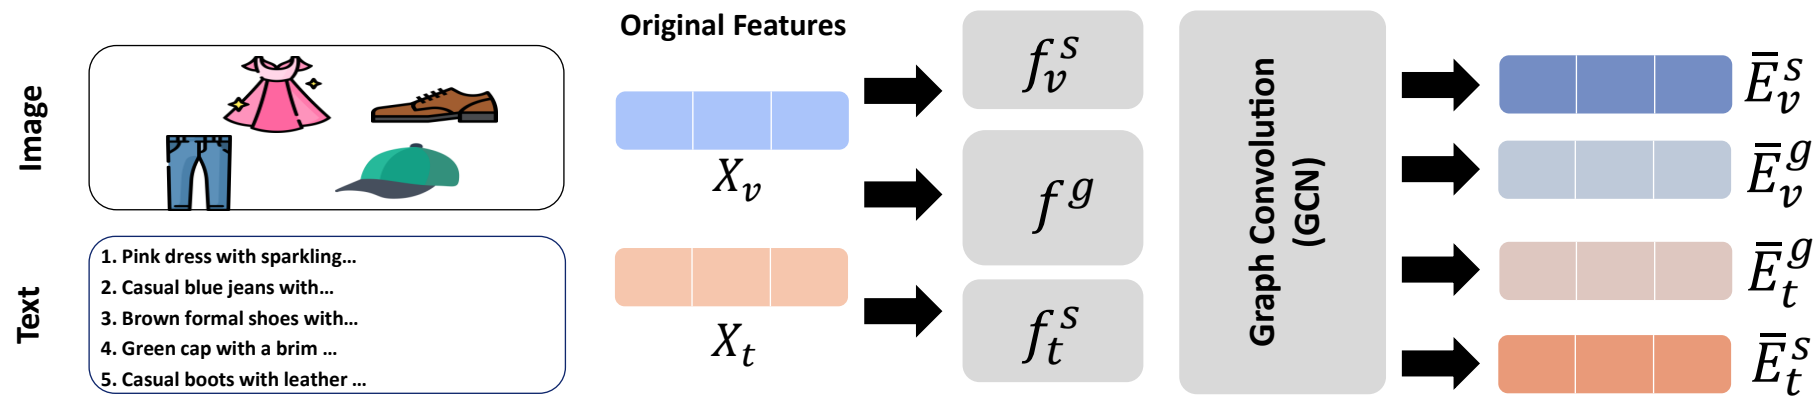 Image
Text
1. Pink dress with sparkling...
2. Casual blue jeans with...
3. Brown formal shoes with...
4. Green cap with a brim ...
5. Casual boots with leather ...
Original Features
X_v
X_t
f_v^s
f^g
f_t^s
Graph Convolution
(GCN)
Ē_v^s
Ē_v^g
Ē_t^g
Ē_t^s